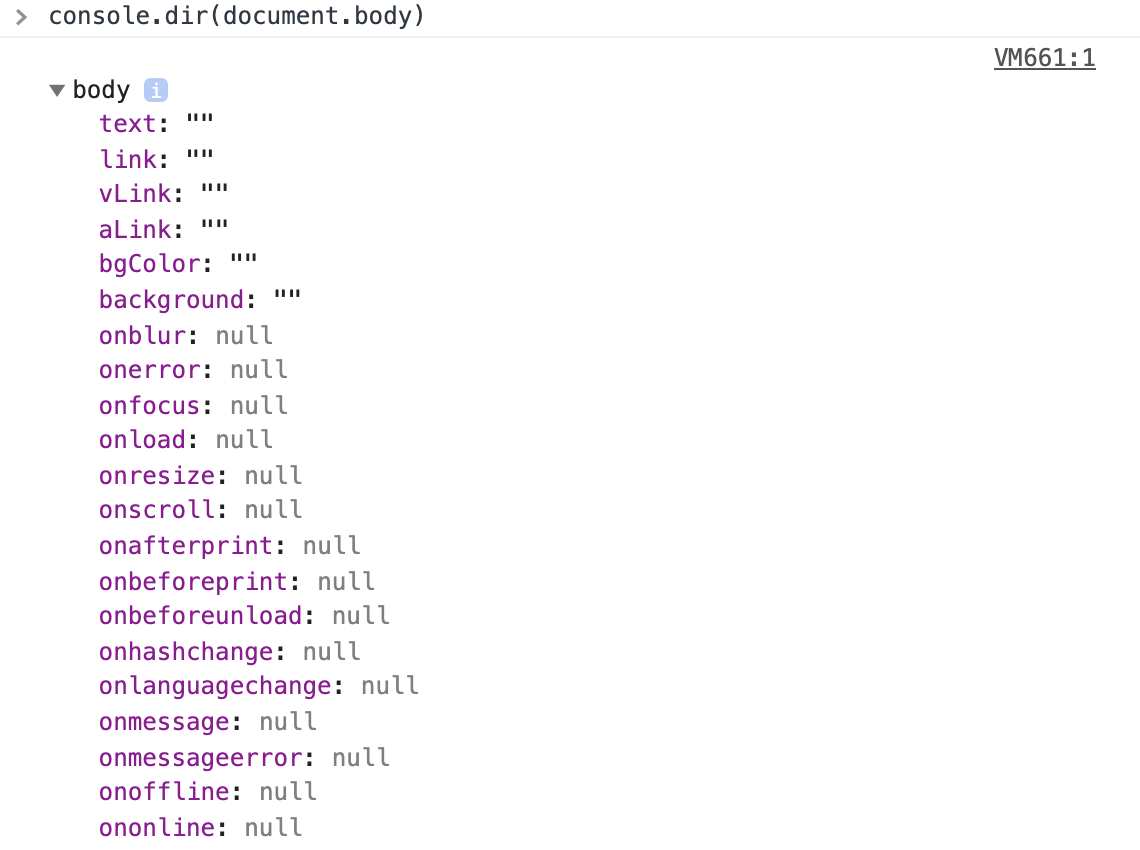 > console.dir(document.body)
VM661:1
▼ body i
text: ""
link: ""
vLink: ""
aLink: ""
bgColor: ""
background: ""
onblur: null
onerror: null
onfocus: null
onload: null
onresize: null
onscroll: null
onafterprint: null
onbeforeprint: null
onbeforeunload: null
onhashchange: null
onlanguagechange: null
onmessage: null
onmessageerror: null
onoffline: null
ononline: null